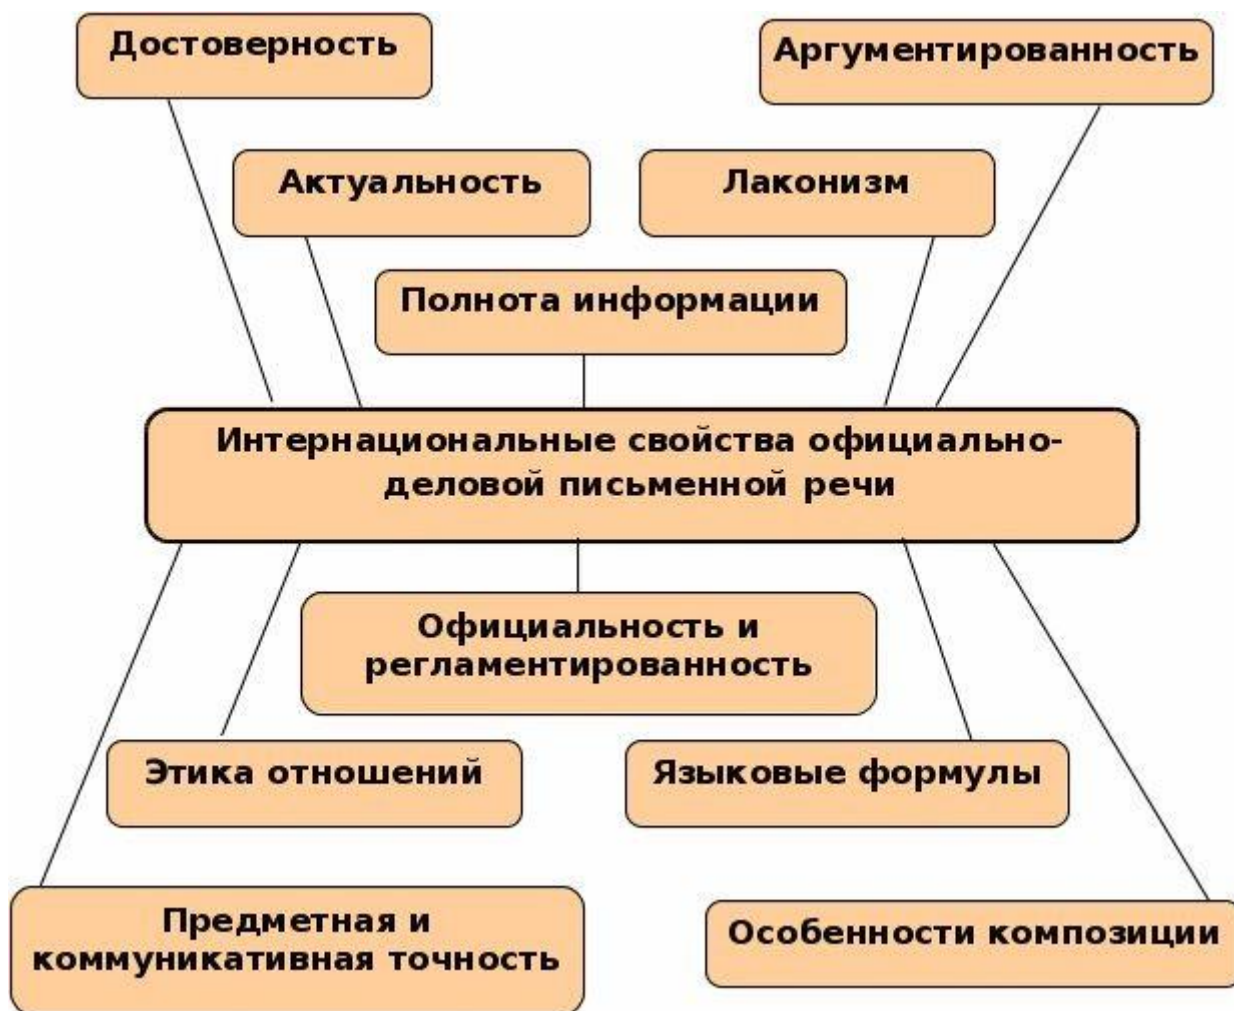 Достоверность
Аргументированность
Актуальность
Лаконизм
Полнота информации
Интернациональные свойства официально-
деловой письменной речи
Официальность и
регламентированность
Этика отношений
Языковые формулы
Предметная и
коммуникативная точность
Особенности композиции